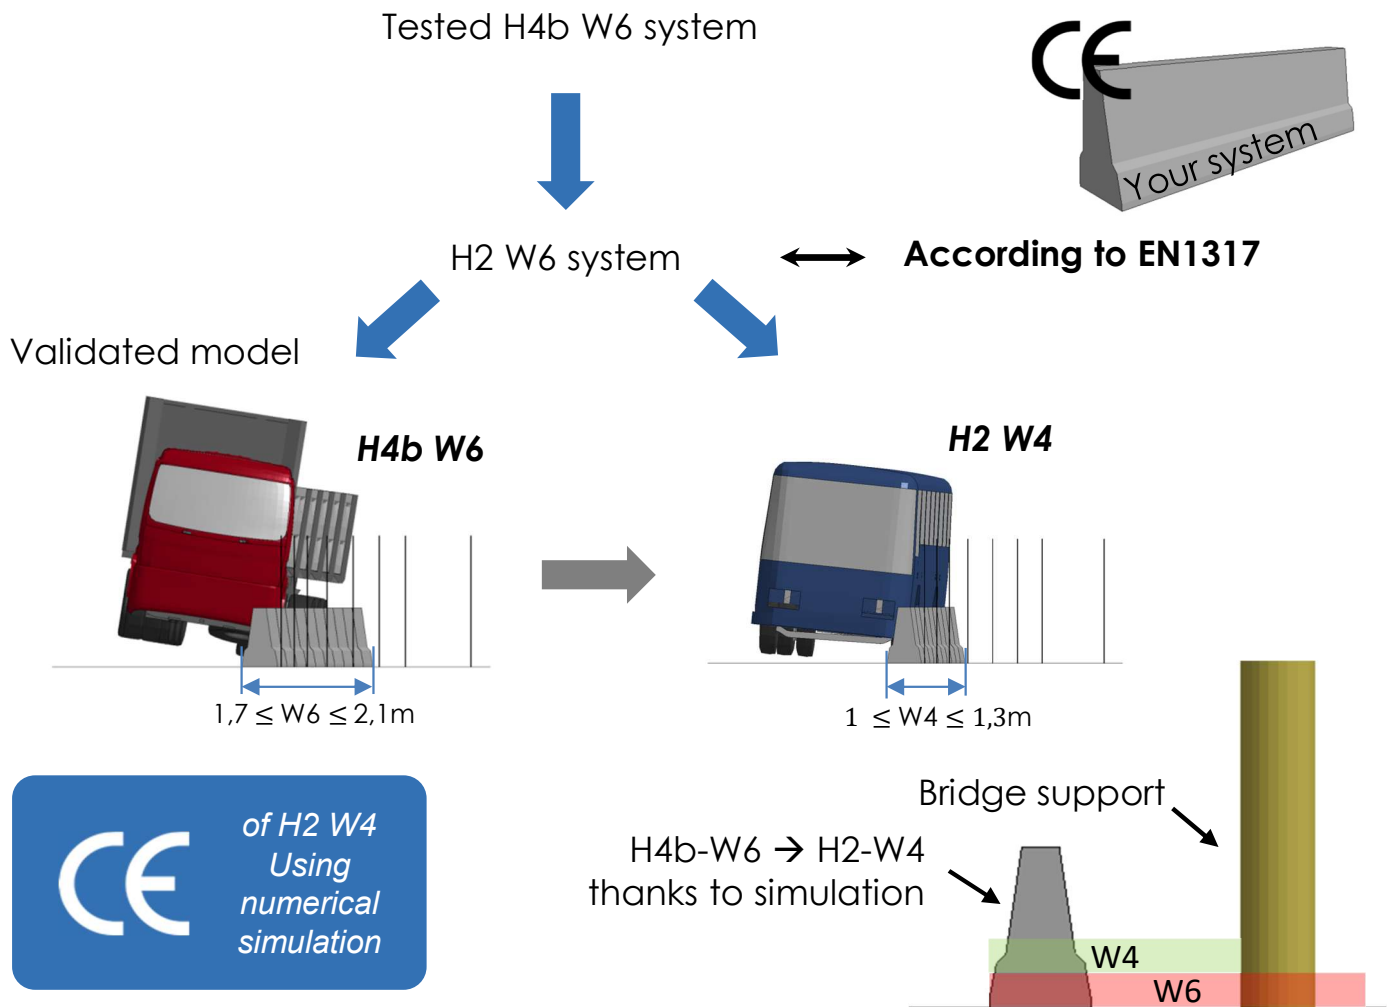 Tested H4b W6 system
CE
Your system
H2 W6 system
According to EN1317
Validated model
H4b W6
H2 W4
1,7 ≤ W6 ≤ 2,1m
1 ≤ W4 ≤ 1,3m
CE
of H2 W4
Using
numerical
simulation
Bridge support
H4b-W6 → H2-W4
thanks to simulation
W4
W6